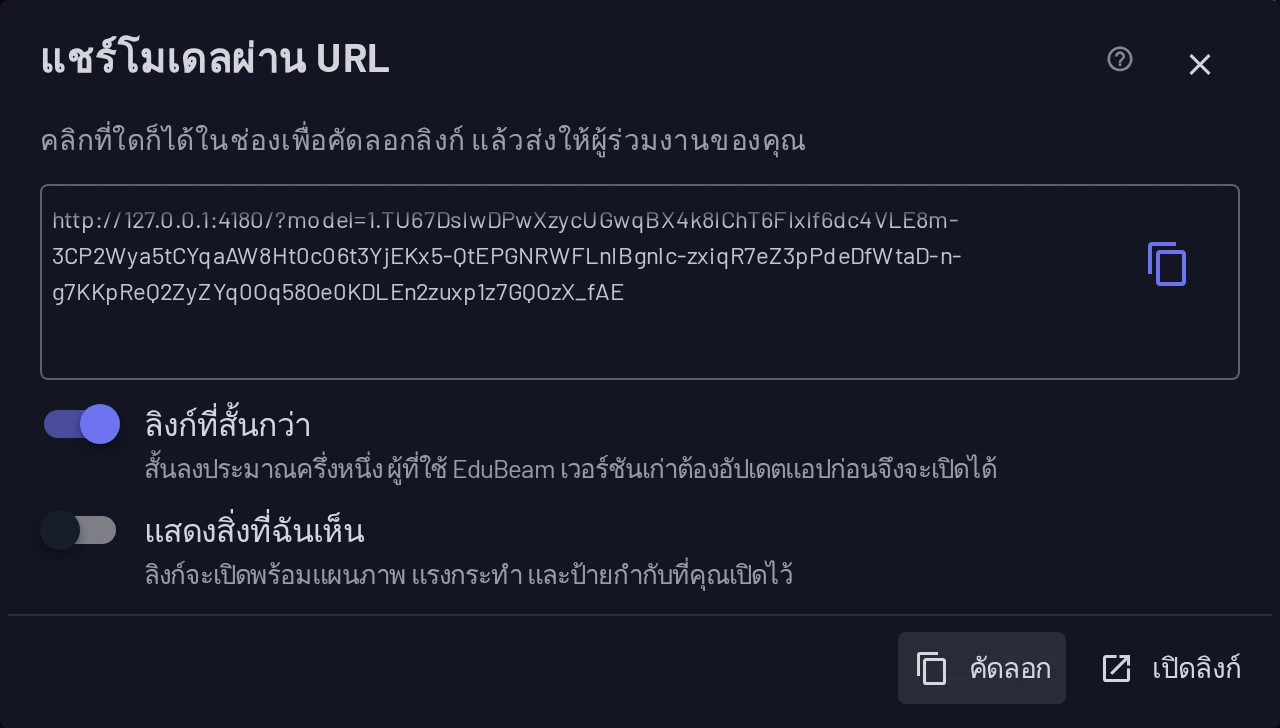 แชร์โมเดลผ่าน URL
คลิกที่ใดก็ได้ในช่องเพื่อคัดลอกลิงก์ แล้วส่งให้ผู้ร่วมงานของคุณ
http://127.0.0.1:4180/?model=1.TU67DsIwDPwXzycUGwqBX4k8IChT6FIxIf6dc4VLE8m-
3CP2Wya5tCYqaAW8Ht0c06t3YjEKx5-QtEPGNRWFLnIBgnIc-zxiqR7eZ3pPdeDfWtaD-n-
g7KKpReQ2ZyZYq0Oq58Oe0KDLEn2zuxp1z7GQOzX_fAE
ลิงก์ที่สั้นกว่า
สั้นลงประมาณครึ่งหนึ่ง ผู้ที่ใช้ EduBeam เวอร์ชันเก่าต้องอัปเดตแอปก่อนจึงจะเปิดได้
แสดงสิ่งที่ฉันเห็น
ลิงก์จะเปิดพร้อมแผนภาพ แรงกระทำ และป้ายกำกับที่คุณเปิดไว้
คัดลอก เปิดลิงก์